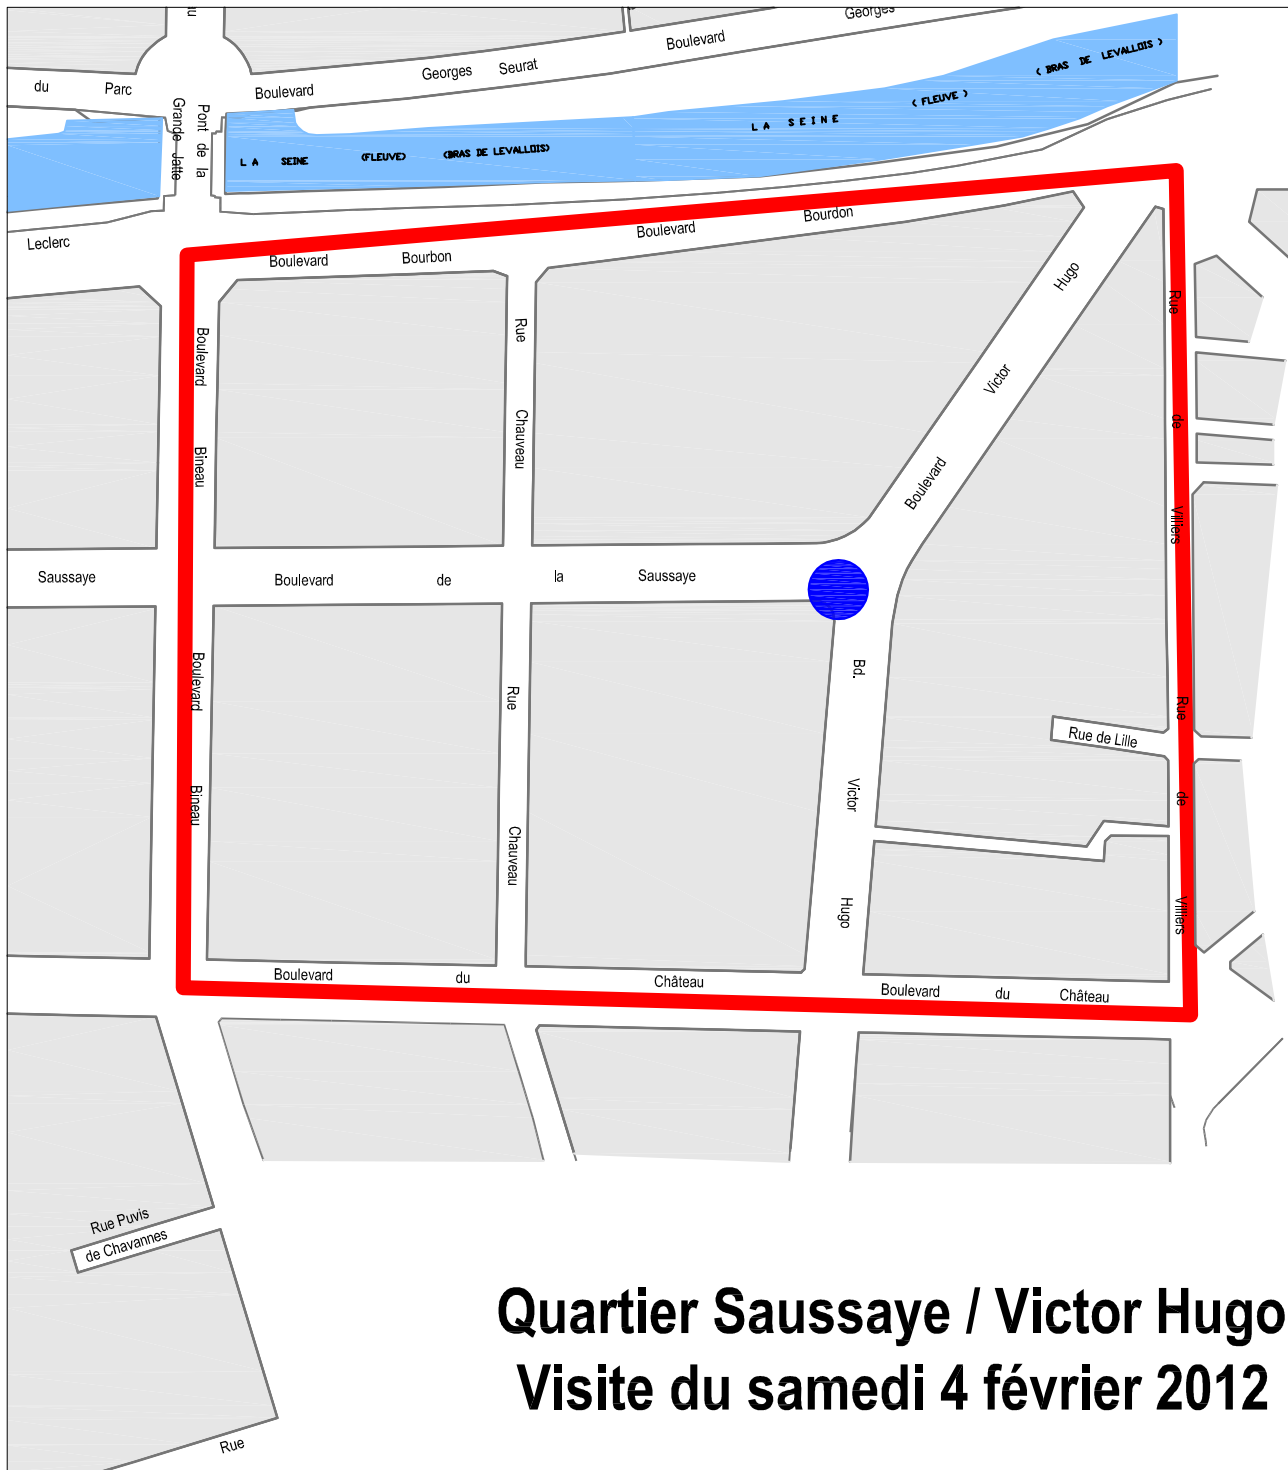 Georges
Boulevard
Georges Seurat
Boulevard
du Parc
Pont de la
Grande Jatte
LA SEINE (FLEUVE) (BRAS DE LEVALLOIS)
LA SEINE (FLEUVE) (BRAS DE LEVALLOIS)
Leclerc
Boulevard Bourbon
Boulevard Bourdon
Boulevard Bineau
Rue Chauveau
Boulevard Victor Hugo
Rue de Villiers
Saussaye
Boulevard de la Saussaye
Boulevard Bineau
Rue Chauveau
Bd. Victor Hugo
Rue de Lille
Rue de Villiers
Boulevard du Château
Boulevard du Château
Rue Puvis
de Chavannes
Rue
Quartier Saussaye / Victor Hugo
Visite du samedi 4 février 2012